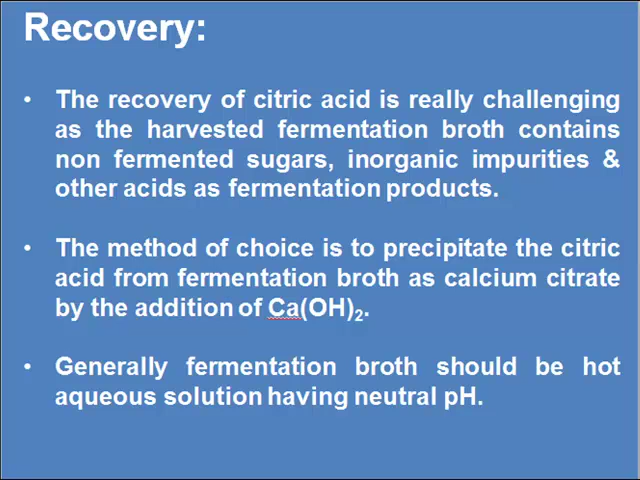 Recovery:
• The recovery of citric acid is really challenging
as the harvested fermentation broth contains
non fermented sugars, inorganic impurities &
other acids as fermentation products.
• The method of choice is to precipitate the citric
acid from fermentation broth as calcium citrate
by the addition of Ca(OH)₂.
• Generally fermentation broth should be hot
aqueous solution having neutral pH.